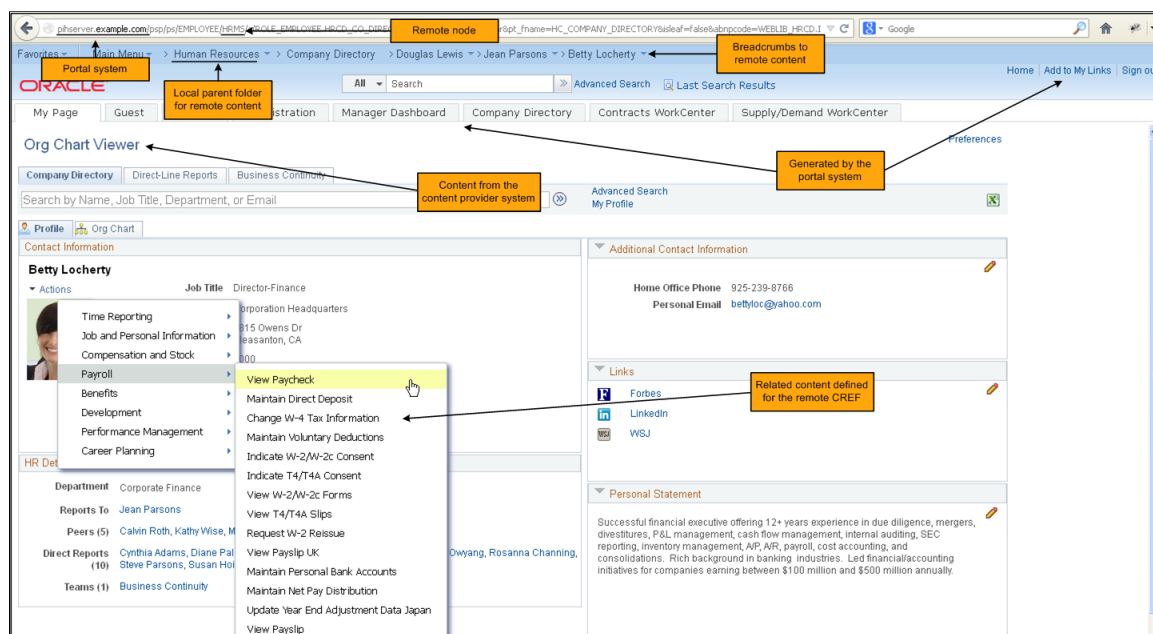 pihserver.example.com/psp/ps/EMPLOYEE/HRMS/
Remote node
&pt_fname=HC_COMPANY_DIRECTORY&isleaf=false&abnpcode=WEBLIB_HRCD.I
Google
Favorites Main Menu > Human Resources > Company Directory > Douglas Lewis > Jean Parsons > Betty Locherty
Breadcrumbs to
remote content
Portal system
Home Add to My Links Sign ou
ORACLE
Local parent folder
for remote content
All Search Advanced Search Last Search Results
My Page Guest istration Manager Dashboard Company Directory Contracts WorkCenter Supply/Demand WorkCenter
Org Chart Viewer
Preferences
Generated by the
portal system
Company Directory Direct-Line Reports Business Continuity
Content from the
content provider system
Search by Name, Job Title, Department, or Email
Advanced Search
My Profile
Profile Org Chart
Contact Information
Additional Contact Information
Betty Locherty
Actions Job Title Director-Finance
Home Office Phone 925-239-8766
Personal Email bettyloc@yahoo.com
orporation Headquarters
815 Owens Dr
leasanton, CA
000
Time Reporting
Job and Personal Information
Compensation and Stock
Payroll
Benefits
Development
Performance Management
Career Planning
View Paycheck
Maintain Direct Deposit
Change W-4 Tax Information
Maintain Voluntary Deductions
Indicate W-2/W-2c Consent
Indicate T4/T4A Consent
View W-2/W-2c Forms
View T4/T4A Slips
Request W-2 Reissue
View Payslip UK
Maintain Personal Bank Accounts
Maintain Net Pay Distribution
Update Year End Adjustment Data Japan
View Payslip
Links
Forbes
LinkedIn
WSJ WSJ
Related content defined
for the remote CREF
HR Det
Department Corporate Finance
Reports To Jean Parsons
Peers (5) Calvin Roth, Kathy Wise, M
Direct Reports Cynthia Adams, Diane Pal Owyang, Rosanna Channing,
(10) Steve Parsons, Susan Hoi
Teams (1) Business Continuity
Personal Statement
Successful financial executive offering 12+ years experience in due diligence, mergers,
divestitures, P&L management, cash flow management, internal auditing, SEC
reporting, inventory management, A/P, A/R, payroll, cost accounting, and
consolidations. Rich background in banking industries. Led financial/accounting
initiatives for companies earning between $100 million and $500 million annually.